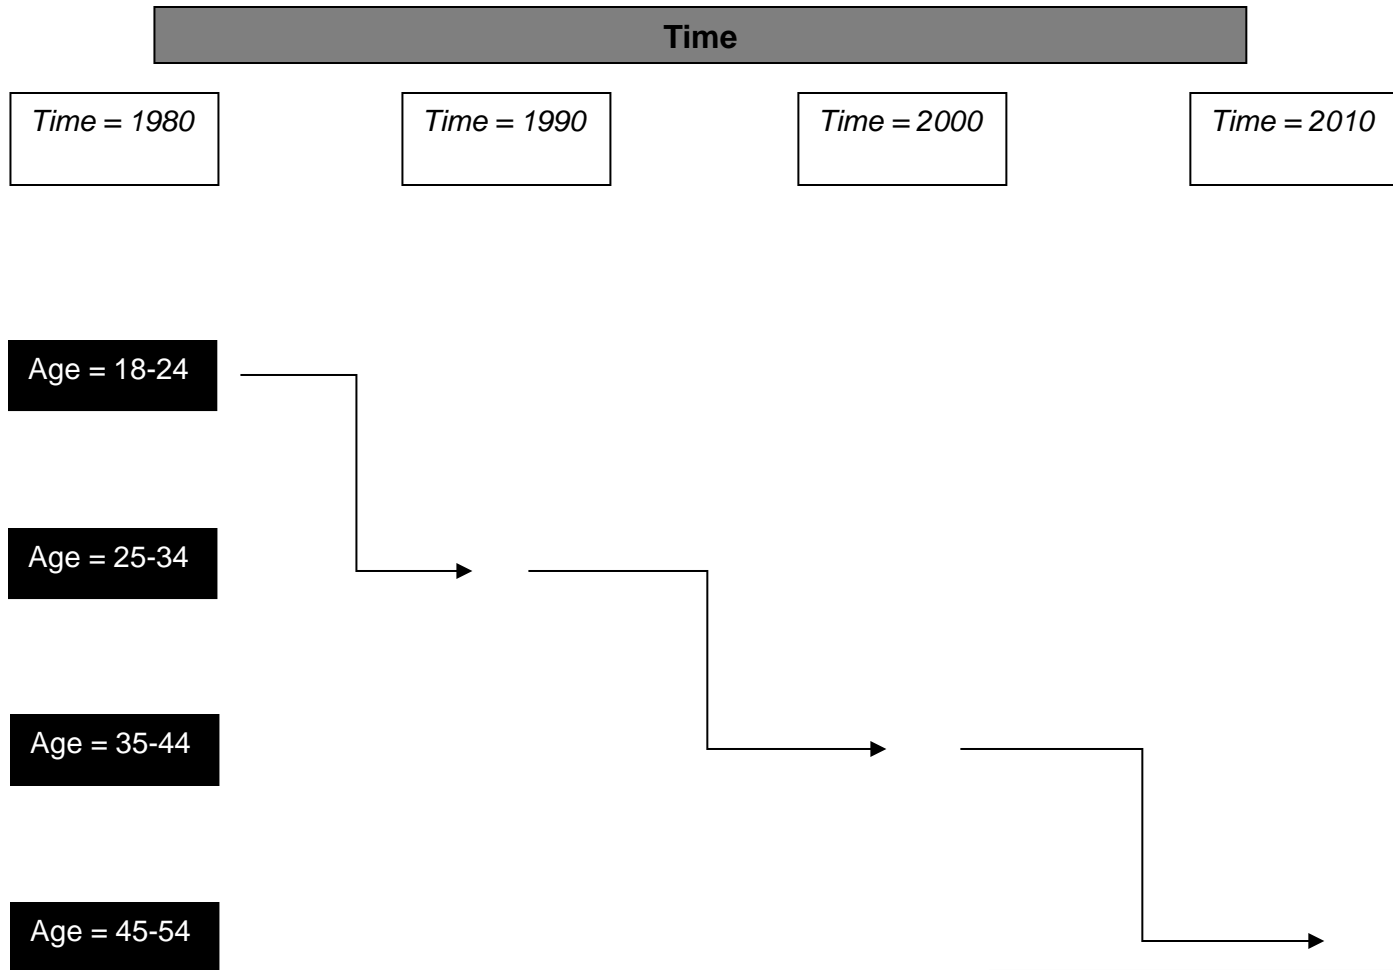 Time
Time = 1980
Time = 1990
Time = 2000
Time = 2010
Age = 18-24
Age = 25-34
Age = 35-44
Age = 45-54